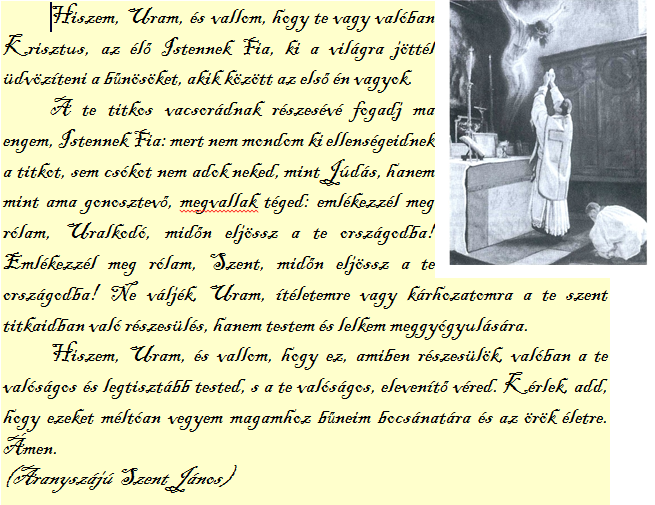 Hiszem, Uram, és vallom, hogy te vagy valóban
Krisztus, az élő Istennek Fia, ki a világra jöttél
üdvözíteni a bűnösöket, akik között az első én vagyok.
A te titkos vacsorádnak részesévé fogadj ma
engem, Istennek Fia: mert nem mondom ki ellenségeidnek
a titkot, sem csókot nem adok neked, mint Júdás, hanem
mint ama gonosztevő, megvallak téged: emlékezzél meg
rólam, Uralkodó, midőn eljössz a te országodba!
Emlékezzél meg rólam, Szent, midőn eljössz a te
országodba! Ne váljék, Uram, ítéletemre vagy kárhozatomra a te szent
titkaidban való részesülés, hanem testem és lelkem meggyógyulására.
Hiszem, Uram, és vallom, hogy ez, amiben részesülök, valóban a te
valóságos és legtisztább tested, s a te valóságos, elevenítő véred. Kérlek, add,
hogy ezeket méltóan vegyem magamhoz bűneim bocsánatára és az örök életre.
Ámen.
(Aranyszájú Szent János)